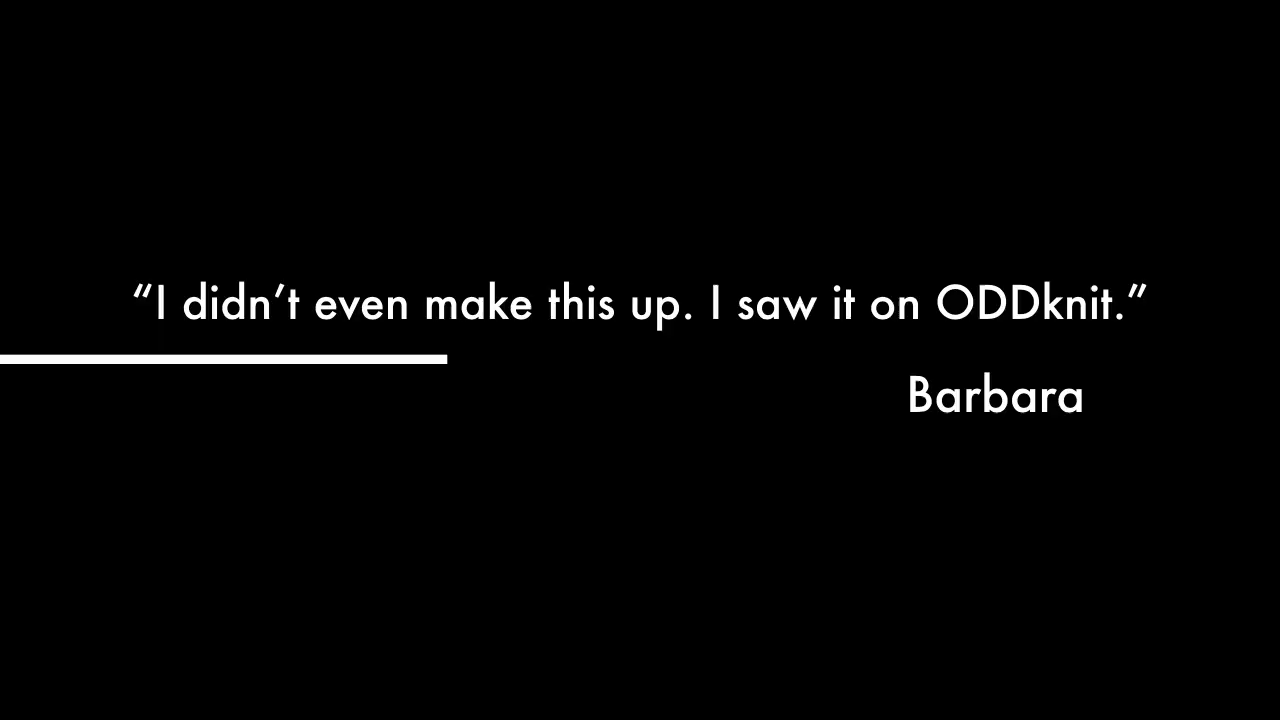 “I didn’t even make this up. I saw it on ODDknit.”
Barbara